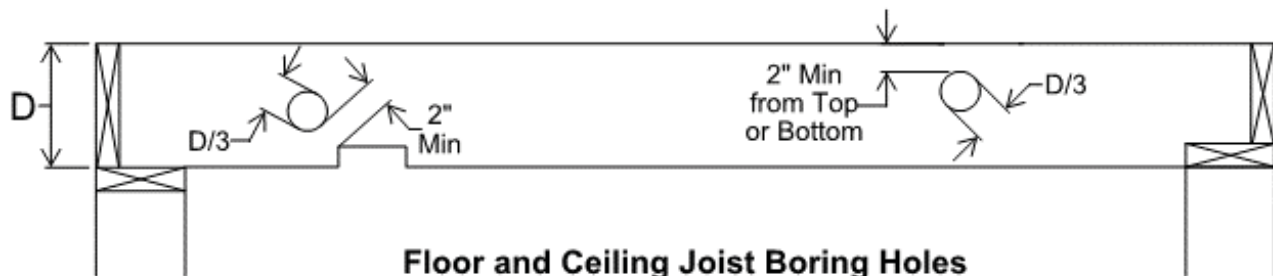 D
D/3
2"
Min
2" Min
from Top
or Bottom
D/3
Floor and Ceiling Joist Boring Holes